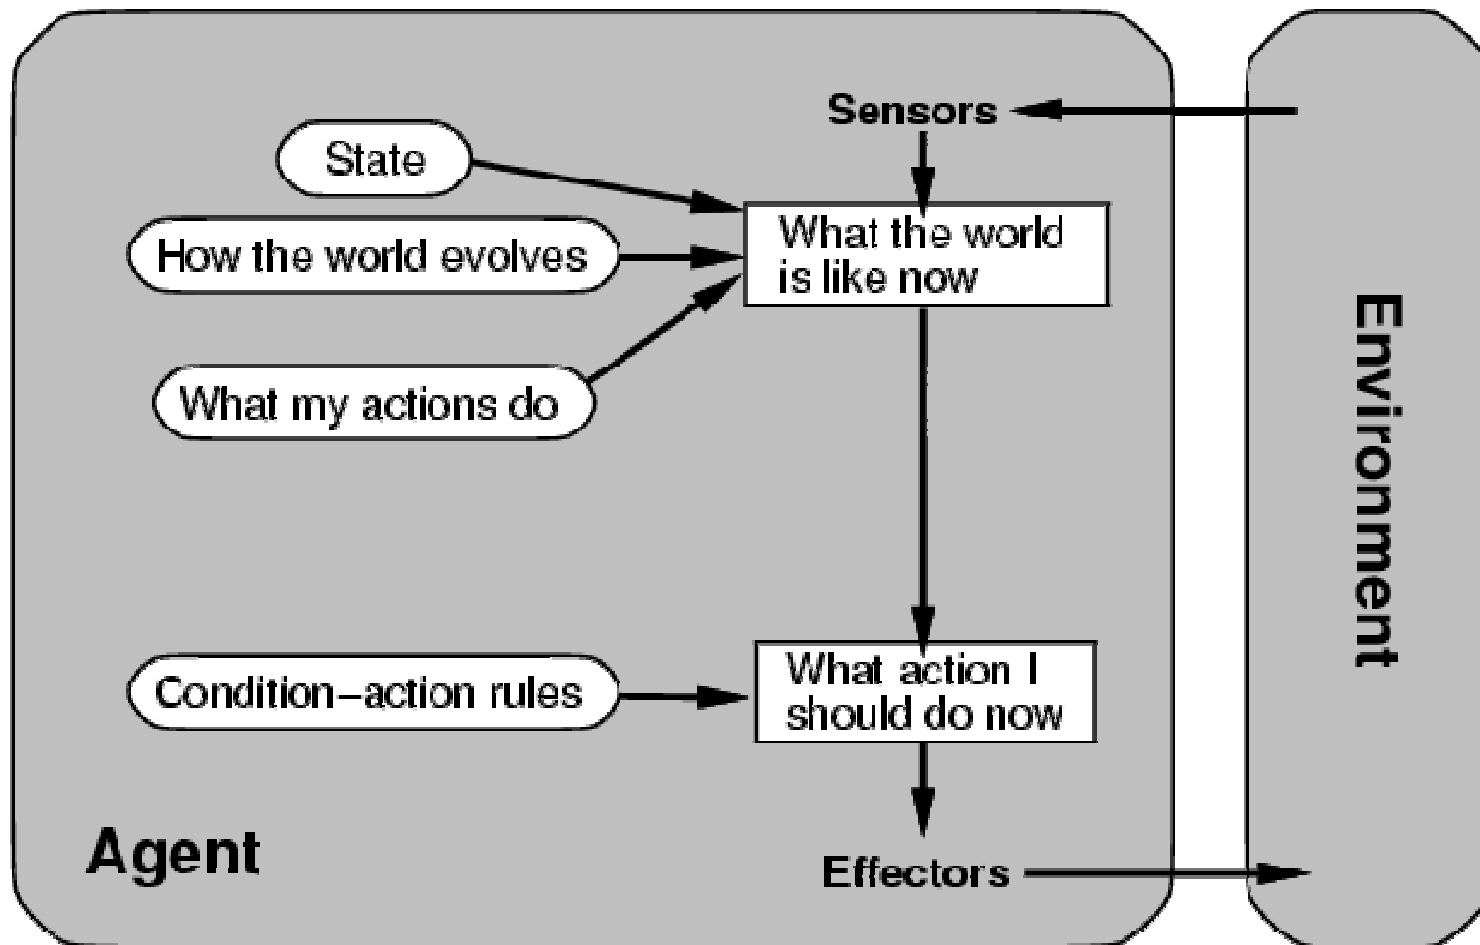 Sensors
State
What the world
is like now
How the world evolves
What my actions do
Environment
Condition–action rules
What action I
should do now
Agent
Effectors